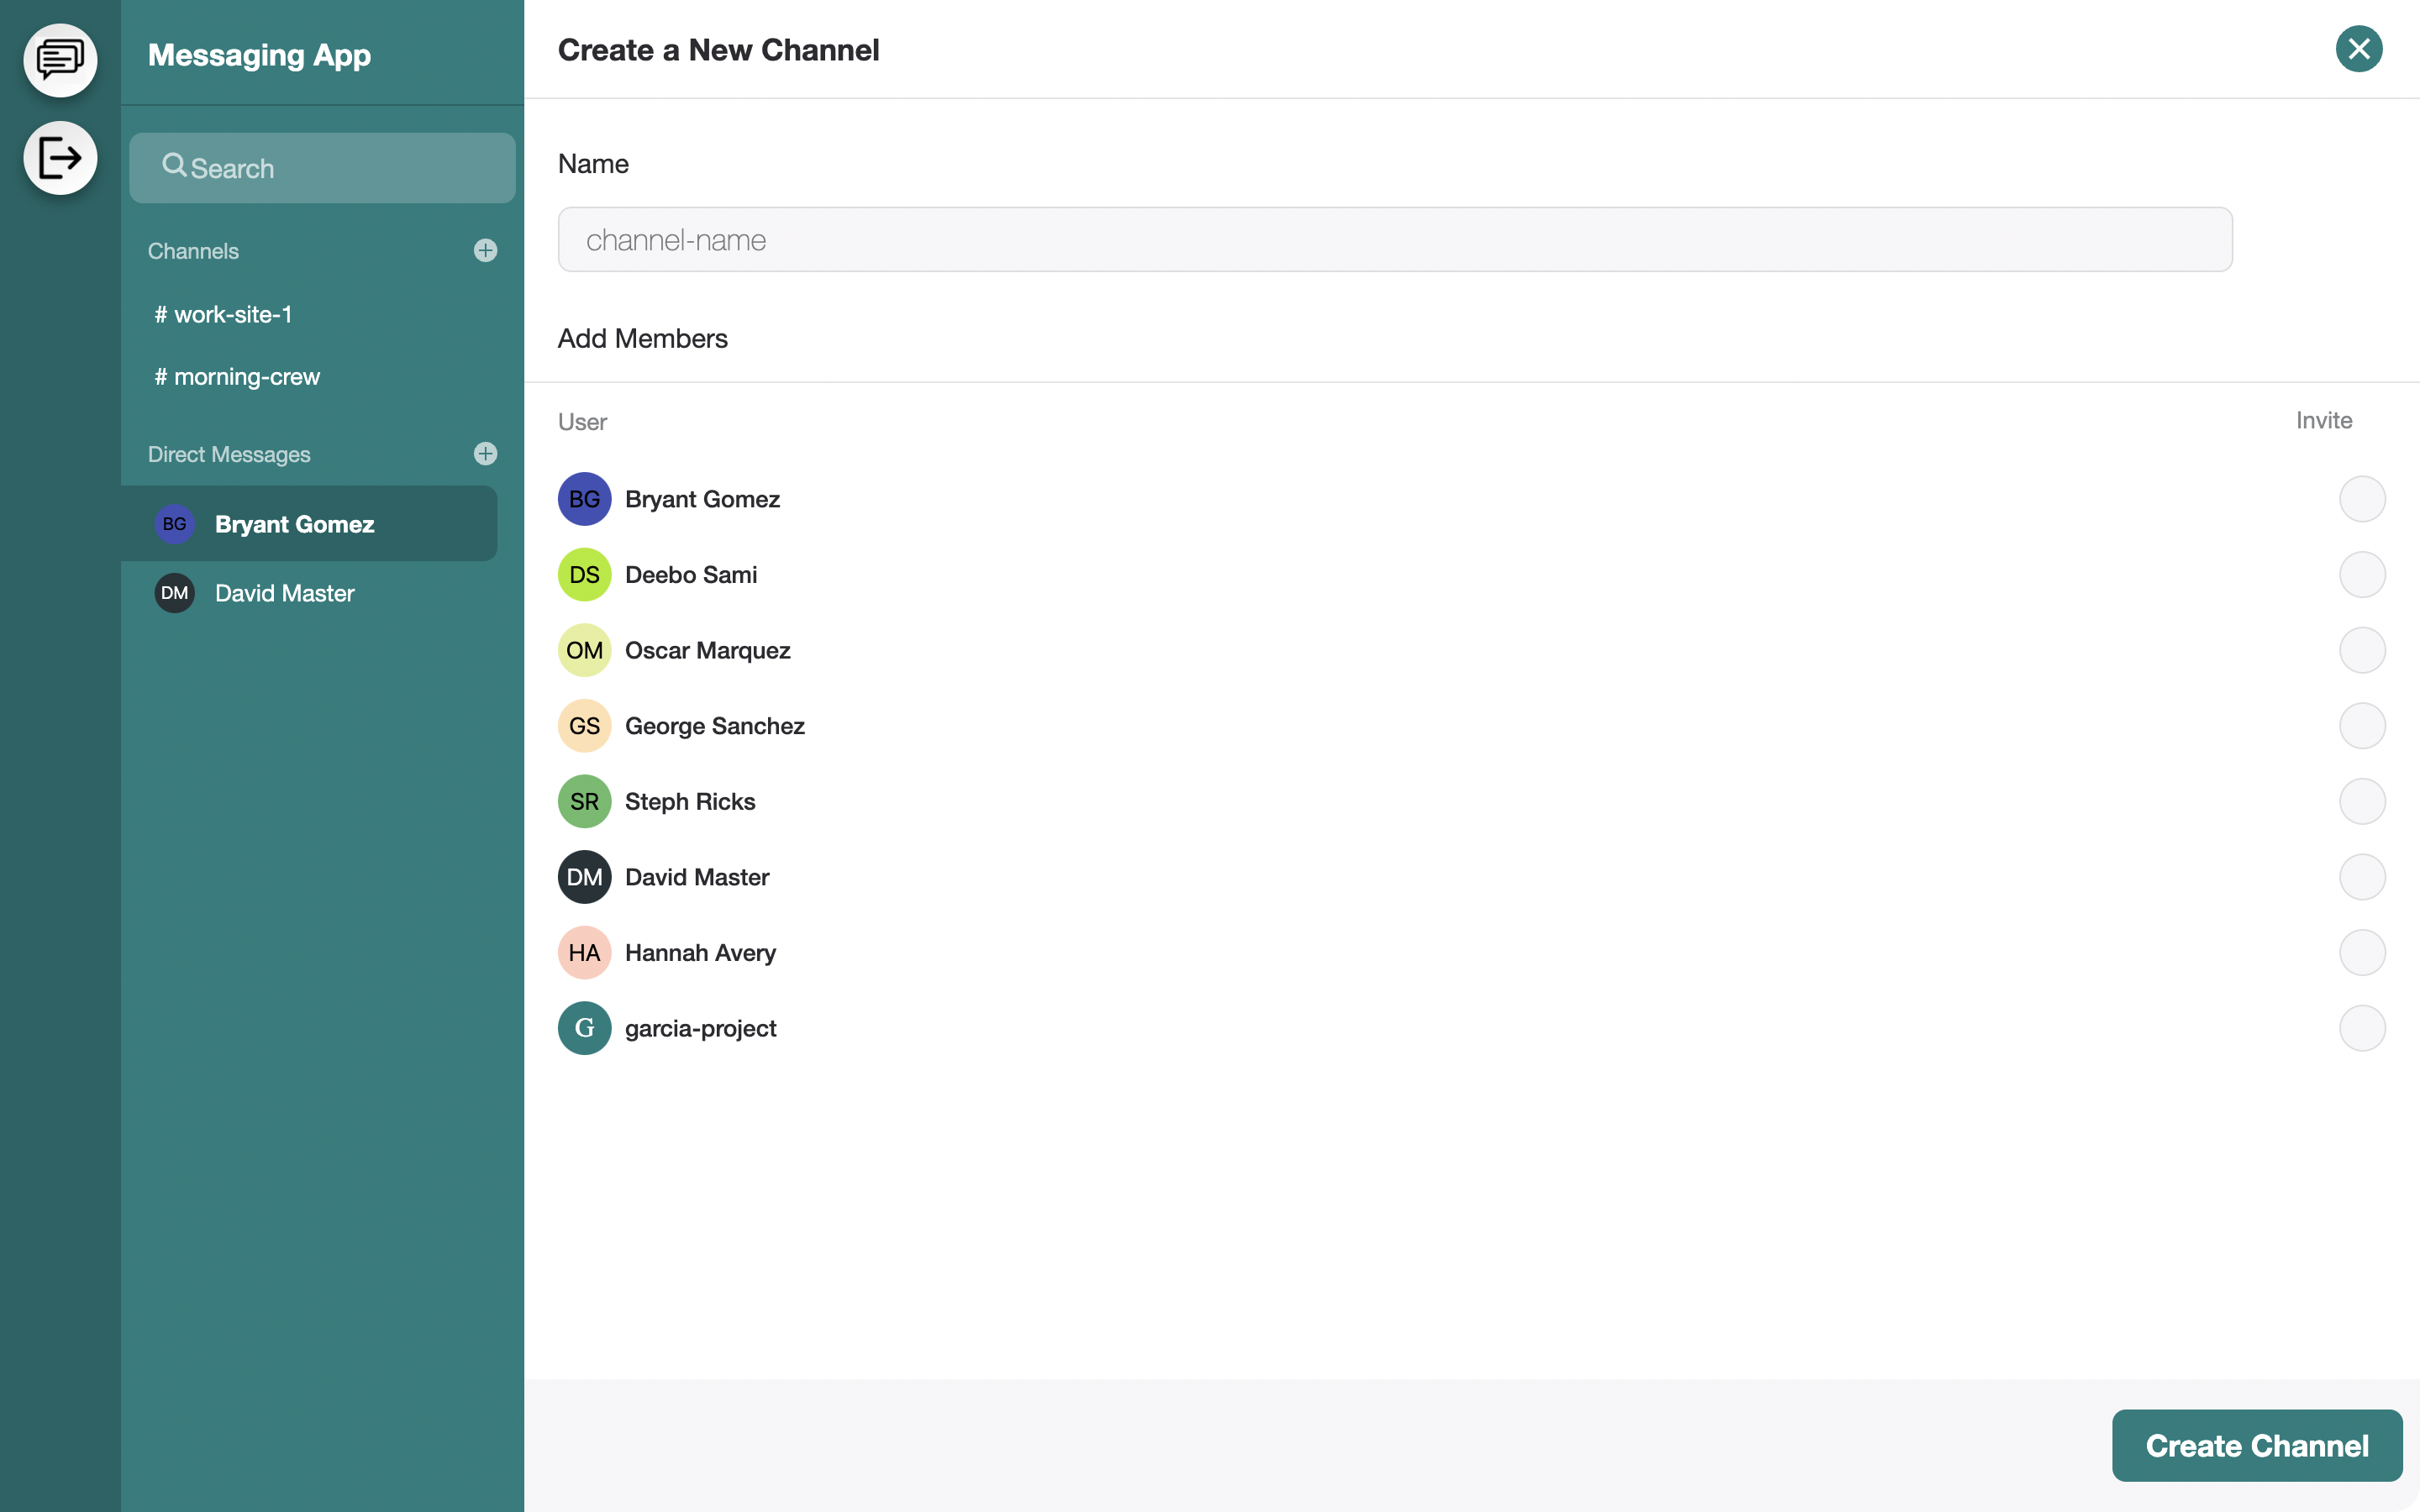 Messaging App
Search
Channels
# work-site-1
# morning-crew
Direct Messages
BG Bryant Gomez
DM David Master
Create a New Channel
Name
channel-name
Add Members
User Invite
BG Bryant Gomez
DS Deebo Sami
OM Oscar Marquez
GS George Sanchez
SR Steph Ricks
DM David Master
HA Hannah Avery
G garcia-project
Create Channel